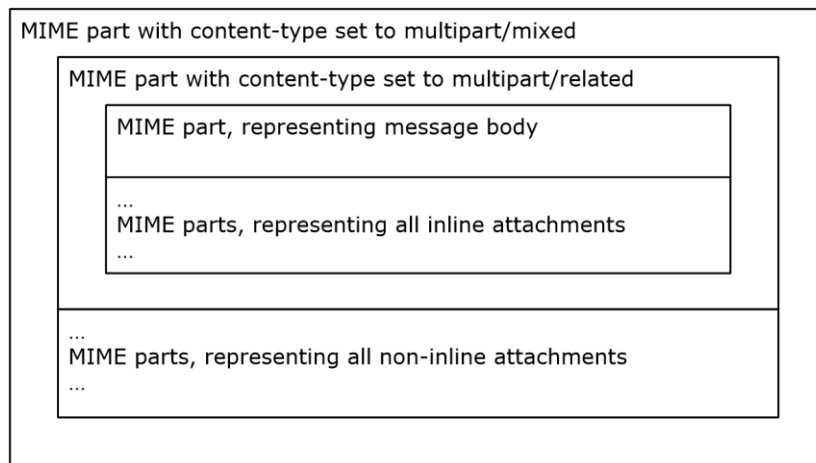 MIME part with content-type set to multipart/mixed
MIME part with content-type set to multipart/related
MIME part, representing message body
...
MIME parts, representing all inline attachments
...
...
MIME parts, representing all non-inline attachments
...